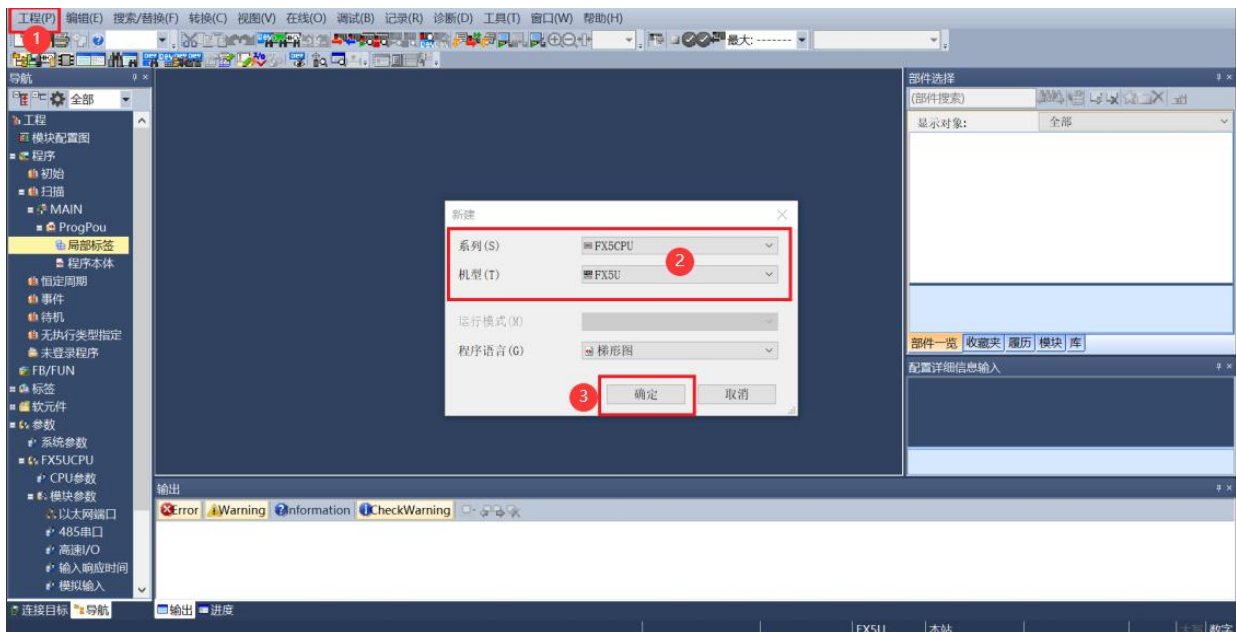 工程(P) 编辑(E) 搜索/替换(F) 转换(C) 视图(V) 在线(O) 调试(B) 记录(R) 诊断(D) 工具(T) 窗口(W) 帮助(H)
1
最大: -------
导航
全部
工程
模块配置图
程序
初始
扫描
MAIN
ProgPou
局部标签
程序本体
恒定周期
事件
待机
无执行类型指定
未登录程序
FB/FUN
标签
软元件
参数
系统参数
FX5UCPU
CPU参数
模块参数
以太网端口
485串口
高速I/O
输入响应时间
模拟输入
连接目标 导航
新建
系列(S) FX5CPU
2
机型(T) FX5U
运行模式(M)
程序语言(G) 梯形图
3 确定 取消
部件选择
(部件搜索)
显示对象: 全部
部件一览 收藏夹 履历 模块 库
配置详细信息输入
输出
Error Warning Information CheckWarning
输出 进度
FX5U 本站 大写 数字